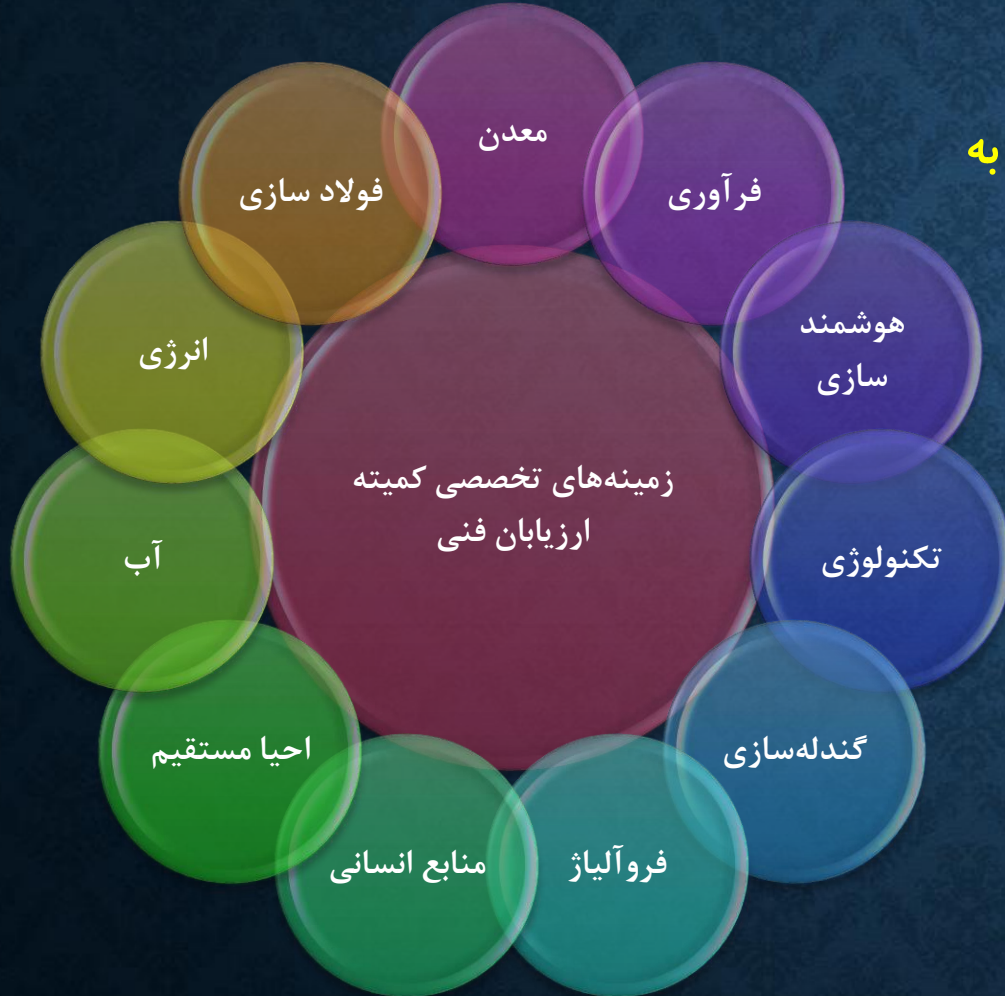 به
معدن
فرآوری
هوشمند
سازی
تکنولوژی
گندله‌سازی
فروآلیاژ
منابع انسانی
احیا مستقیم
آب
انرژی
فولاد سازی
زمینه‌های تخصصی کمیته
ارزیابان فنی